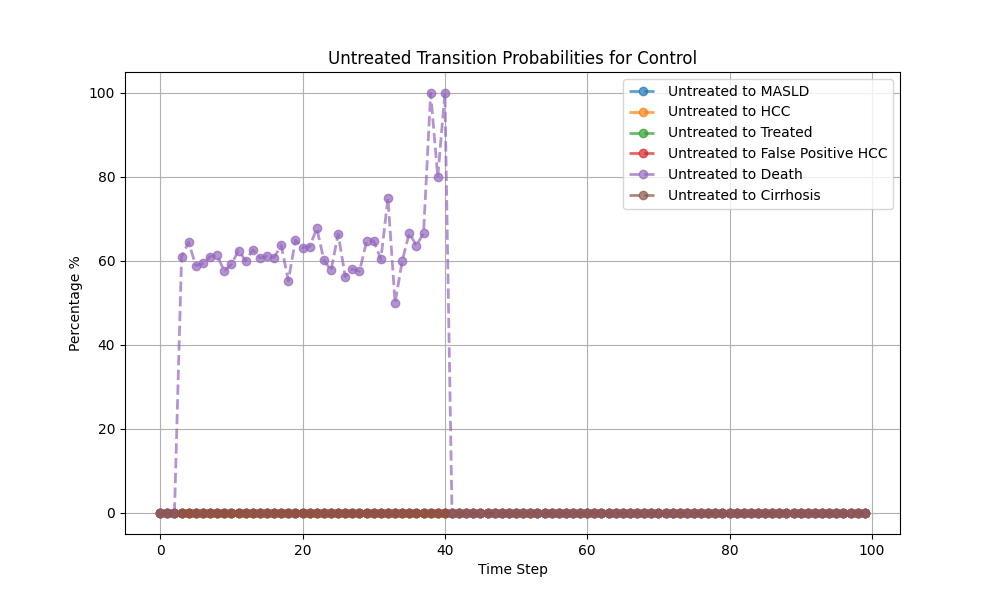 Untreated Transition Probabilities for Control
100
80
60
40
20
0
Percentage %
Untreated to MASLD
Untreated to HCC
Untreated to Treated
Untreated to False Positive HCC
Untreated to Death
Untreated to Cirrhosis
0 20 40 60 80 100
Time Step